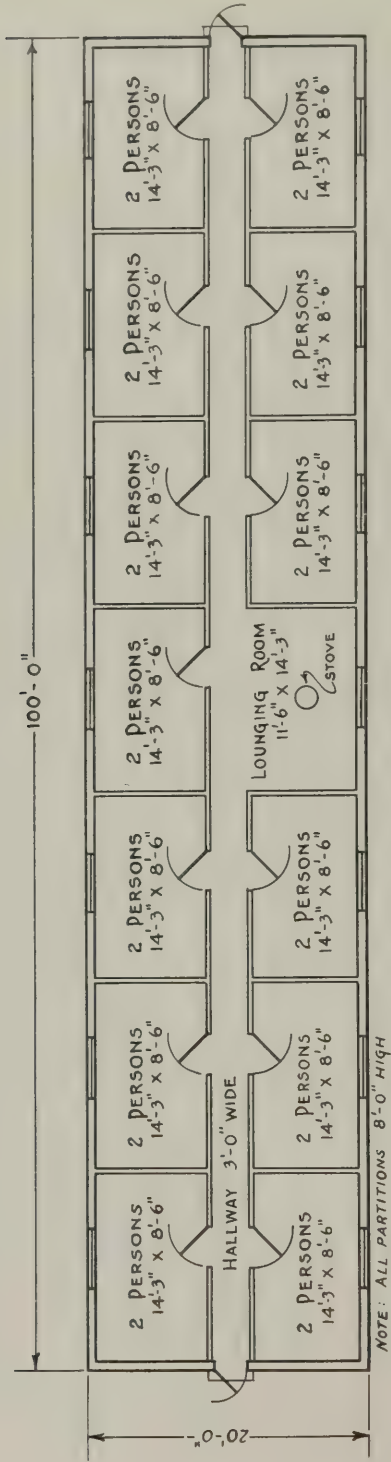 100'-0"
2 PERSONS
14'-3" X 8'-6"
2 PERSONS
14'-3" X 8'-6"
2 PERSONS
14'-3" X 8'-6"
2 PERSONS
14'-3" X 8'-6"
2 PERSONS
14'-3" X 8'-6"
2 PERSONS
14'-3" X 8'-6"
2 PERSONS
14'-3" X 8'-6"
20'-0"
HALLWAY 3'-0" WIDE
2 PERSONS
14'-3" X 8'-6"
2 PERSONS
14'-3" X 8'-6"
2 PERSONS
14'-3" X 8'-6"
LOUNGING ROOM
11'-6" X 14'-3"
STOVE
2 PERSONS
14'-3" X 8'-6"
2 PERSONS
14'-3" X 8'-6"
2 PERSONS
14'-3" X 8'-6"
NOTE: ALL PARTITIONS 8'-0" HIGH